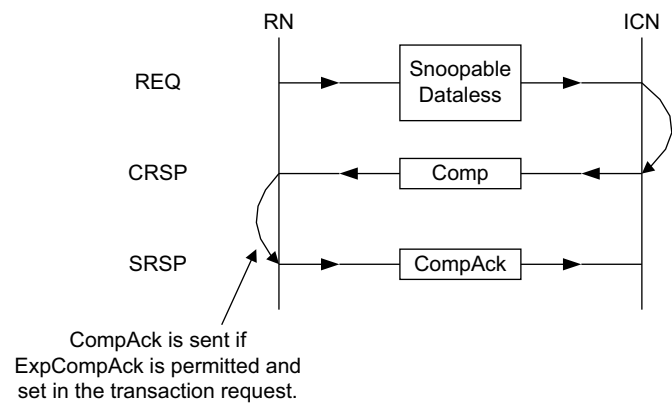 RN
ICN
REQ
Snoopable
Dataless
CRSP
Comp
SRSP
CompAck
CompAck is sent if
ExpCompAck is permitted and
set in the transaction request.